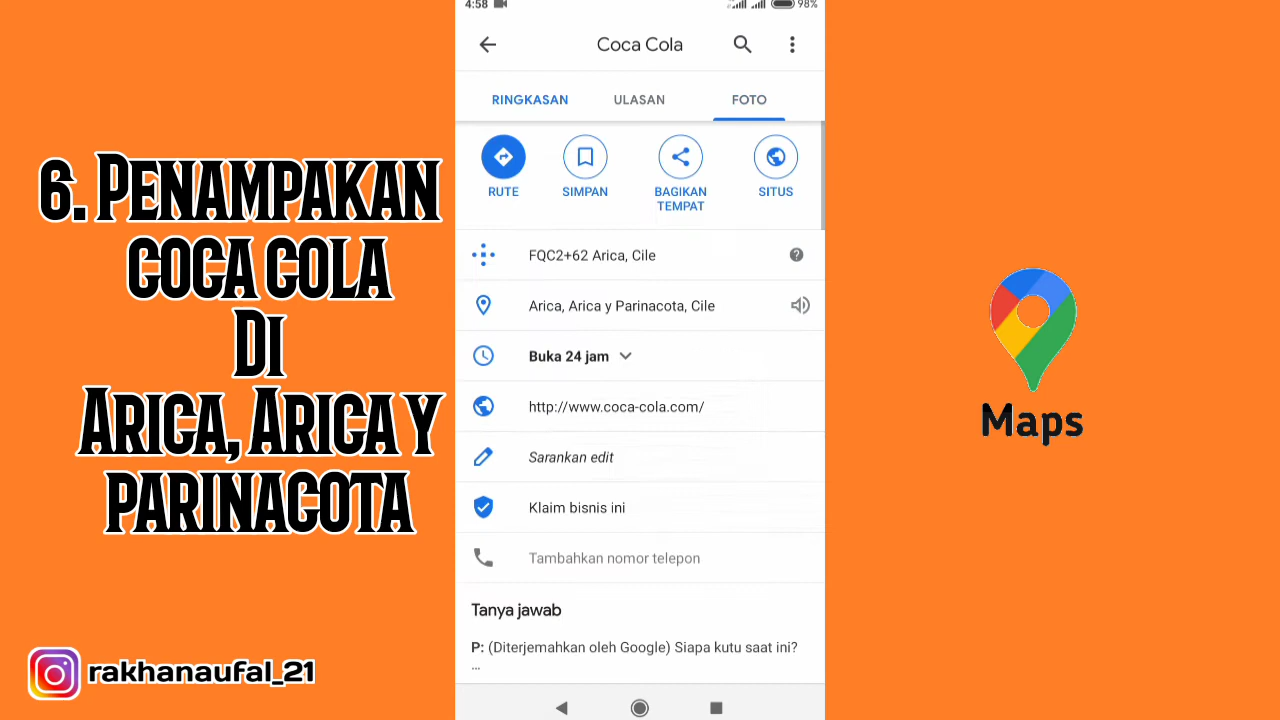 6. Penampakan
coca cola
Di
Arica, Arica y
parinacota
rakhanaufal_21
4:58
98%
Coca Cola
RINGKASAN
ULASAN
FOTO
RUTE
SIMPAN
BAGIKAN
TEMPAT
SITUS
FQC2+62 Arica, Cile
Arica, Arica y Parinacota, Cile
Buka 24 jam
http://www.coca-cola.com/
Sarankan edit
Klaim bisnis ini
Tambahkan nomor telepon
Tanya jawab
P: (Diterjemahkan oleh Google) Siapa kutu saat ini?
...
Maps